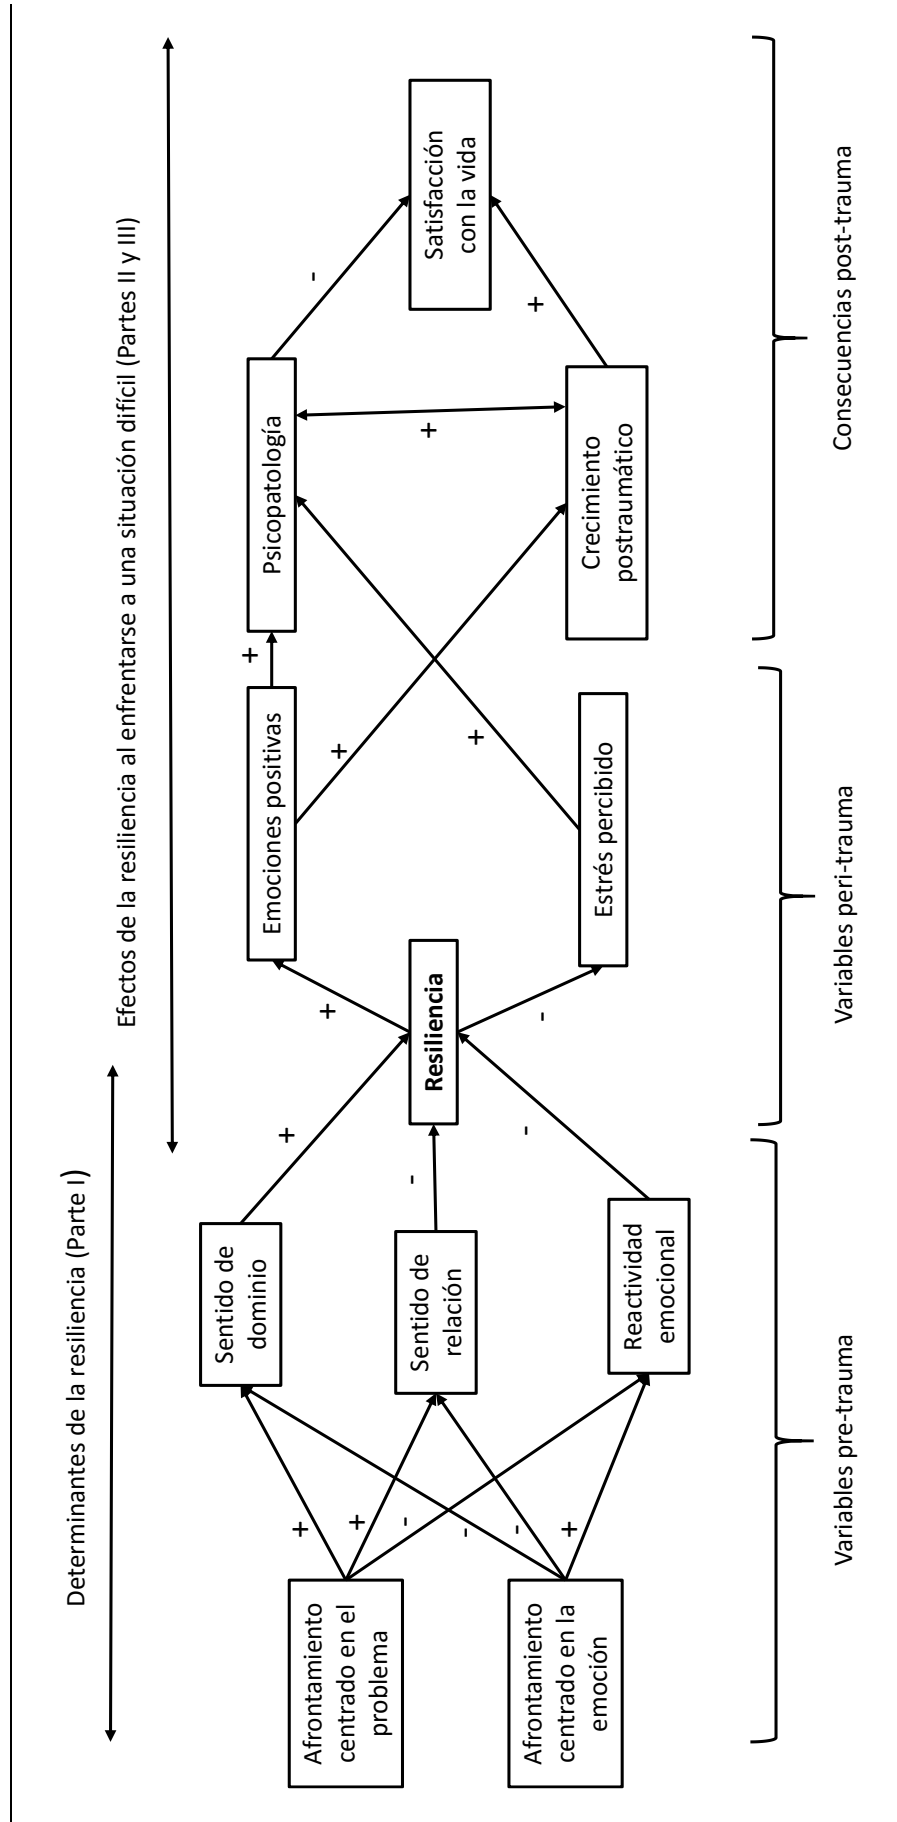 Determinantes de la resiliencia (Parte I)
Efectos de la resiliencia al enfrentarse a una situación difícil (Partes II y III)
Afrontamiento
centrado en el
problema
Afrontamiento
centrado en la
emoción
+
+
-
-
-
+
Sentido de
dominio
Sentido de
relación
Reactividad
emocional
+
-
-
Resiliencia
+
-
Emociones positivas
Estrés percibido
+
+
+
Psicopatología
Crecimiento
postraumático
+
-
+
Satisfacción
con la vida
Variables pre-trauma
Variables peri-trauma
Consecuencias post-trauma